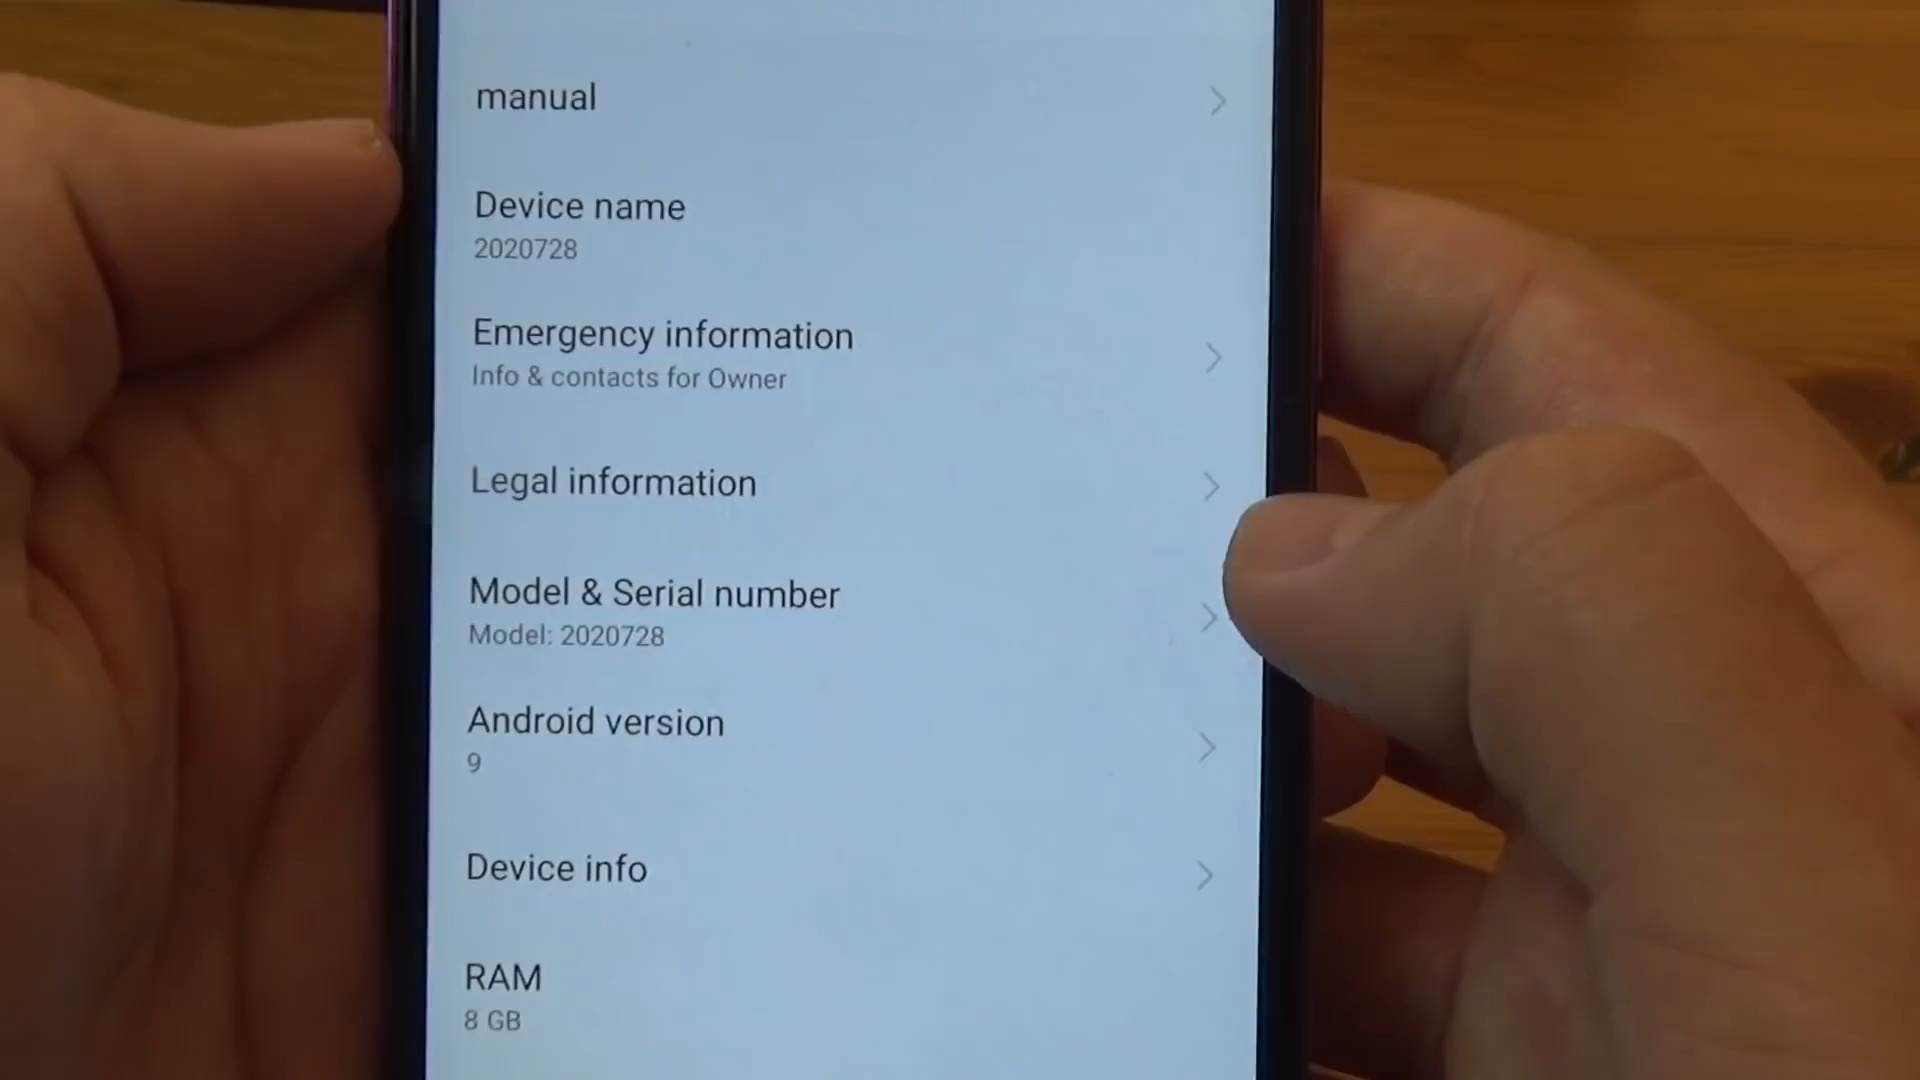 manual
Device name
2020728
Emergency information
Info & contacts for Owner
Legal information
Model & Serial number
Model: 2020728
Android version
9
Device info
RAM
8 GB